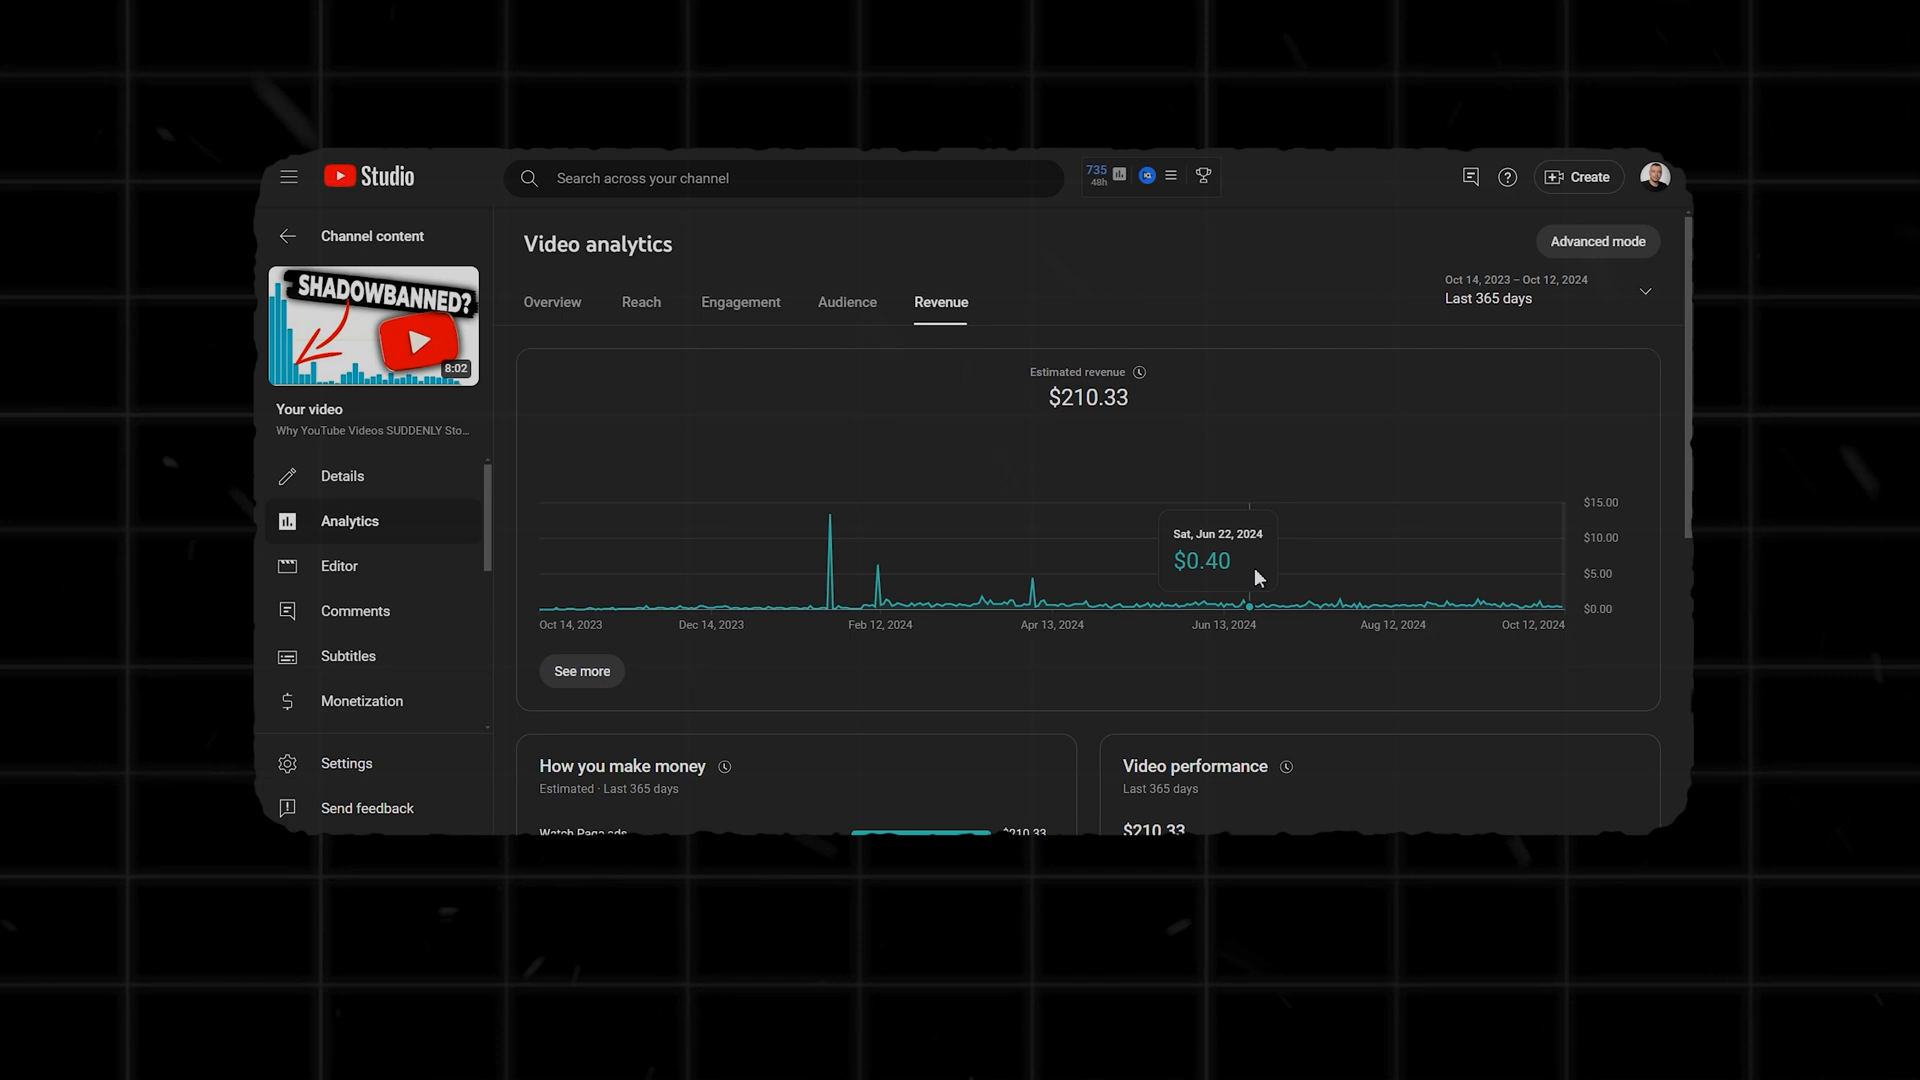 Studio
Search across your channel
735
48h
Create
Channel content
Video analytics
Advanced mode
Oct 14, 2023 – Oct 12, 2024
Last 365 days
Overview
Reach
Engagement
Audience
Revenue
SHADOWBANNED?
8:02
Your video
Why YouTube Videos SUDDENLY Sto...
Details
Analytics
Editor
Comments
Subtitles
Monetization
Settings
Send feedback
Estimated revenue
$210.33
$15.00
$10.00
$5.00
$0.00
Sat, Jun 22, 2024
$0.40
Oct 14, 2023
Dec 14, 2023
Feb 12, 2024
Apr 13, 2024
Jun 13, 2024
Aug 12, 2024
Oct 12, 2024
See more
How you make money
Estimated · Last 365 days
Watch Page ads
$210.33
Video performance
Last 365 days
$210.33